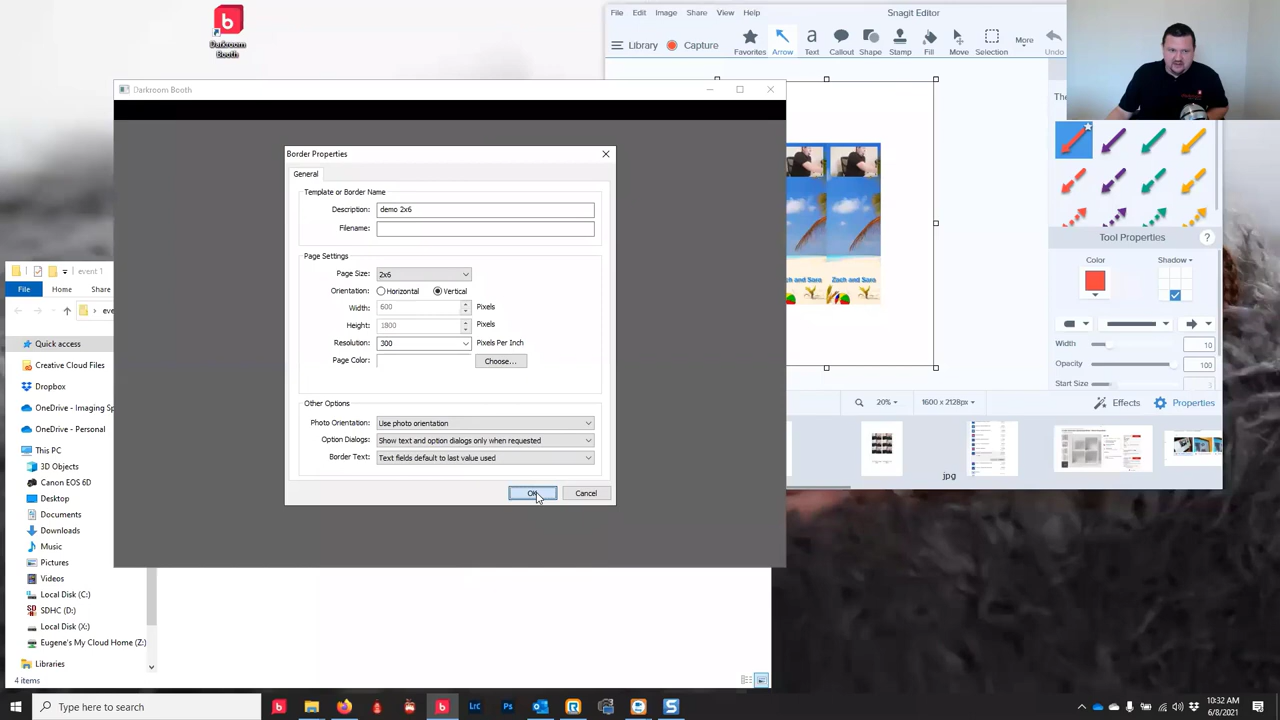 Darkroom
Booth
File Edit Image Share View Help
Snagit Editor
Library Capture
Favorites Arrow Text Callout Shape Stamp Fill Move Selection More Undo
Darkroom Booth
Border Properties
General
Template or Border Name
Description: demo 2x6
Filename:
Page Settings
Page Size: 2x6
Orientation: Horizontal Vertical
Width: 600 Pixels
Height: 1800 Pixels
Resolution: 300 Pixels Per Inch
Page Color: Choose...
Other Options
Photo Orientation: Use photo orientation
Option Dialogs: Show text and option dialogs only when requested
Border Text: Text fields default to last value used
OK Cancel
Zach and Sara
Tool Properties ?
Color Shadow
Width 10
Opacity 100
Start Size 3
20% 1600 x 2128px Effects Properties
jpg
event 1
File Home Share
Quick access
Creative Cloud Files
Dropbox
OneDrive - Imaging Sp
OneDrive - Personal
This PC
3D Objects
Canon EOS 6D
Desktop
Documents
Downloads
Music
Pictures
Videos
Local Disk (C:)
SDHC (D:)
Local Disk (X:)
Eugene's My Cloud Home (Z:)
Libraries
4 items
Type here to search
10:32 AM
6/8/2021